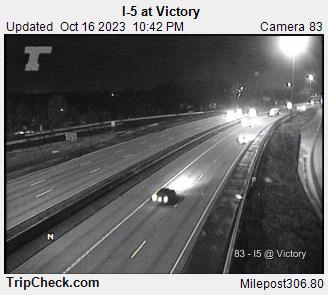 I-5 at Victory
Updated Oct 16 2023 10:42 PM Camera 83
T
N
83 - I5 @ Victory
TripCheck.com Milepost306.80